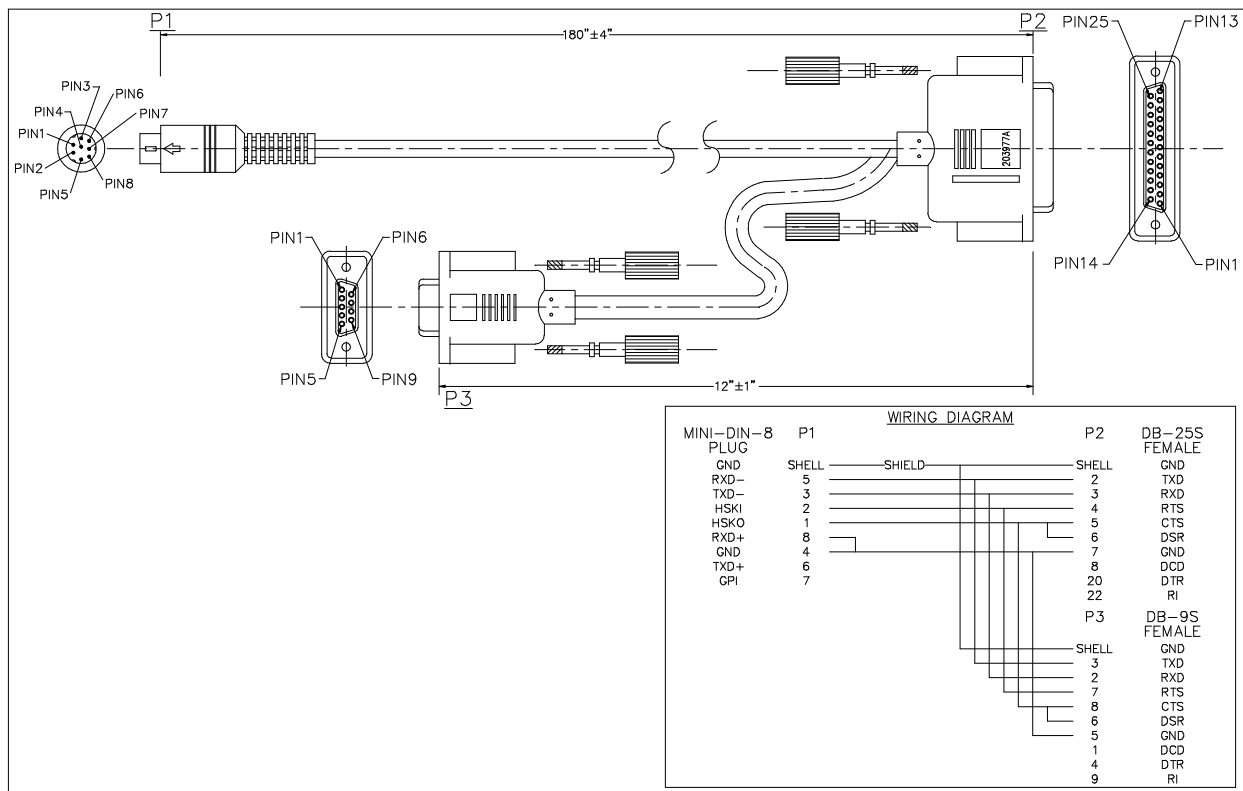 P1
180"±4"
P2
PIN25
PIN13
PIN3
PIN6
PIN4
PIN7
PIN1
PIN2
PIN8
PIN5
203977A
PIN14
PIN1
PIN1
PIN6
PIN5
PIN9
P3
12"±1"
WIRING DIAGRAM
MINI-DIN-8 P1 P2 DB-25S
PLUG FEMALE
GND SHELL SHIELD SHELL GND
RXD- 5 2 TXD
TXD- 3 3 RXD
HSKI 2 4 RTS
HSKO 1 5 CTS
RXD+ 8 6 DSR
GND 4 7 GND
TXD+ 6 8 DCD
GPI 7 20 DTR
22 RI
P3 DB-9S
FEMALE
SHELL GND
3 TXD
2 RXD
7 RTS
8 CTS
6 DSR
5 GND
1 DCD
4 DTR
9 RI